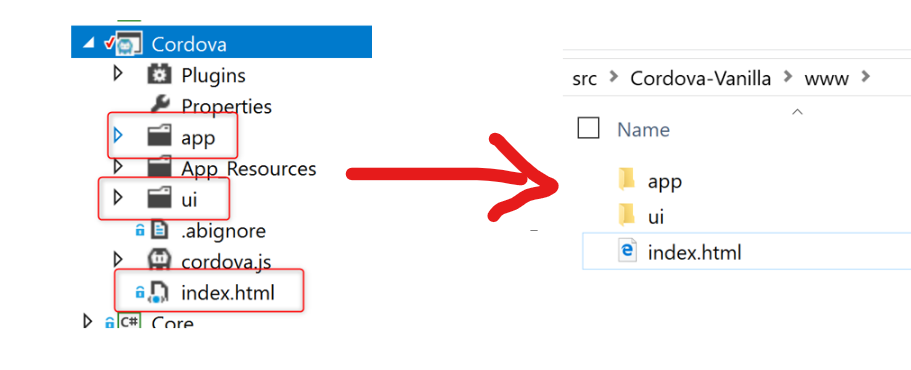 Cordova
Plugins
Properties
app
App_Resources
ui
.abignore
cordova.js
index.html
C# Core
src > Cordova-Vanilla > www >
Name
app
ui
index.html